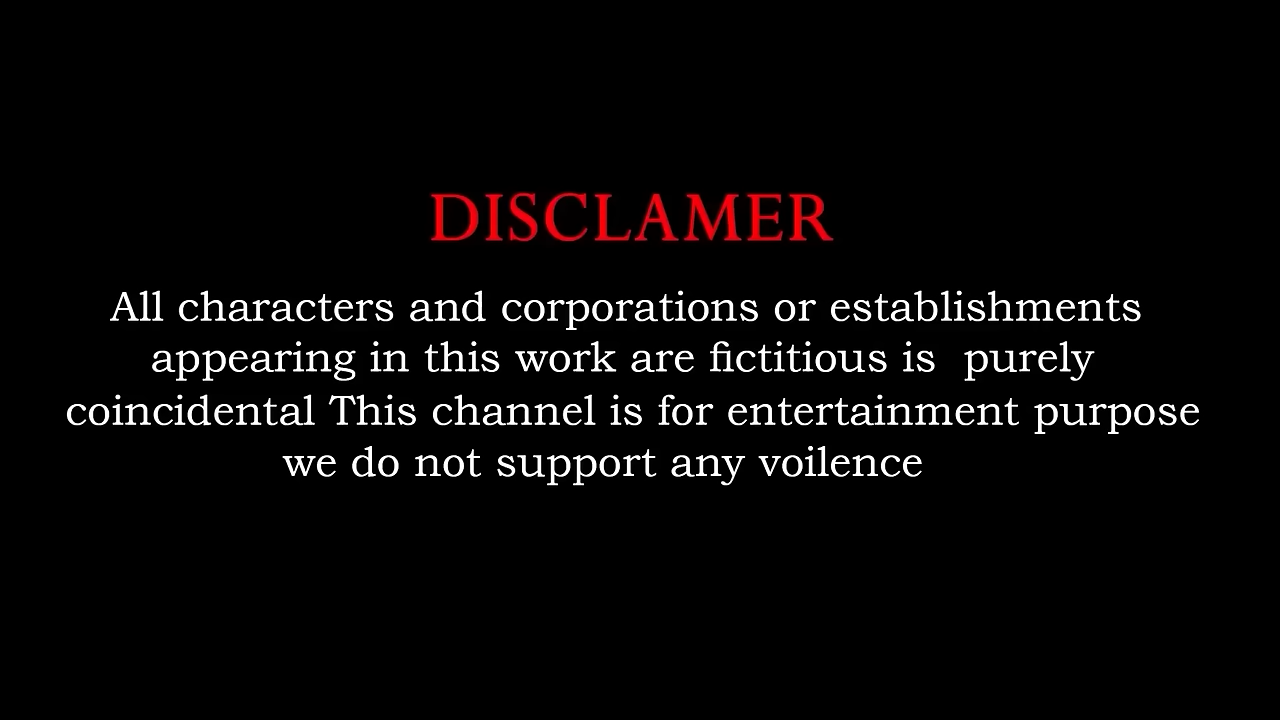 DISCLAMER
All characters and corporations or establishments
appearing in this work are fictitious is  purely
coincidental This channel is for entertainment purpose
we do not support any voilence